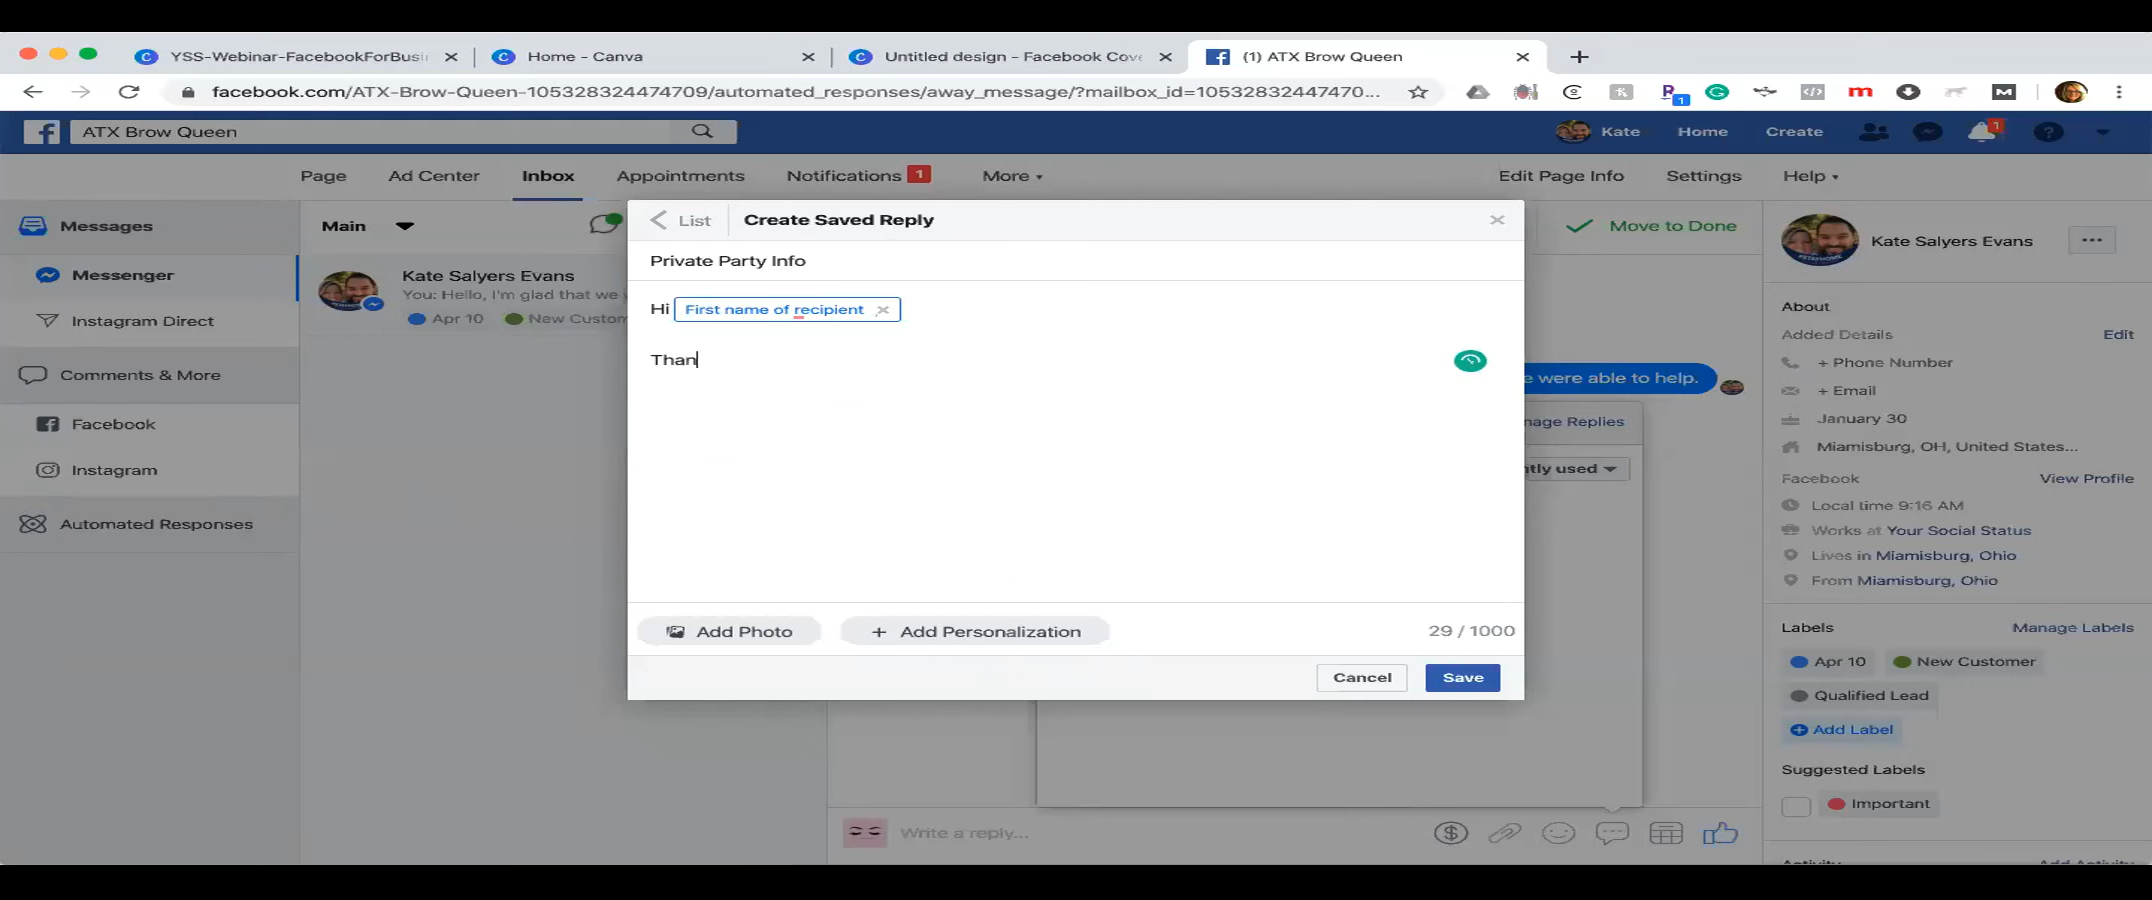 YSS-Webinar-FacebookForBusi
Home - Canva
Untitled design - Facebook Cove
(1) ATX Brow Queen
facebook.com/ATX-Brow-Queen-105328324474709/automated_responses/away_message/?mailbox_id=10532832447470...
1
ATX Brow Queen
Kate
Home
Create
1
Page
Ad Center
Inbox
Appointments
Notifications 1
More
Edit Page Info
Settings
Help
Messages
Messenger
Instagram Direct
Comments & More
Facebook
Instagram
Automated Responses
Main
Kate Salyers Evans
You: Hello, I'm glad that we
Apr 10
New Custom
List
Create Saved Reply
Private Party Info
Hi First name of recipient
Than
Add Photo
+ Add Personalization
29 / 1000
Cancel
Save
Move to Done
e were able to help.
nage Replies
ntly used
Write a reply...
Kate Salyers Evans
About
Added Details
Edit
+ Phone Number
+ Email
January 30
Miamisburg, OH, United States...
Facebook
View Profile
Local time 9:16 AM
Works at Your Social Status
Lives in Miamisburg, Ohio
From Miamisburg, Ohio
Labels
Manage Labels
Apr 10
New Customer
Qualified Lead
Add Label
Suggested Labels
Important